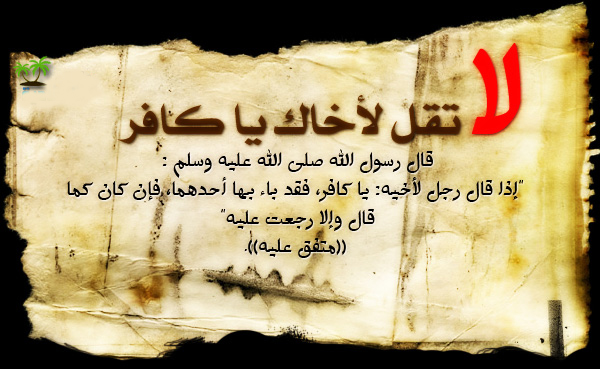 لا تقل لأخاك يا كافر
قال رسول الله صلى الله عليه وسلم :
"إذا قال رجل لأخيه: يا كافر، فقد باء بها أحدهما، فإن كان كما
قال وإلا رجعت عليه"
((متفق عليه)).